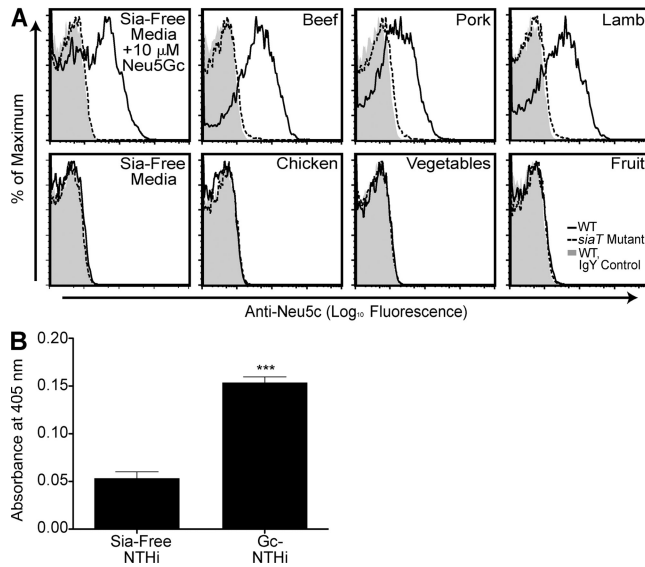 A
% of Maximum
Sia-Free
Media
+10 μM
Neu5Gc
Beef
Pork
Lamb
Sia-Free
Media
Chicken
Vegetables
Fruit
WT
siaT Mutant
WT,
IgY Control
Anti-Neu5c (Log₁₀ Fluorescence)
B
Absorbance at 405 nm
0.20
0.15
0.10
0.05
0.00
***
Sia-Free
NTHi
Gc-
NTHi